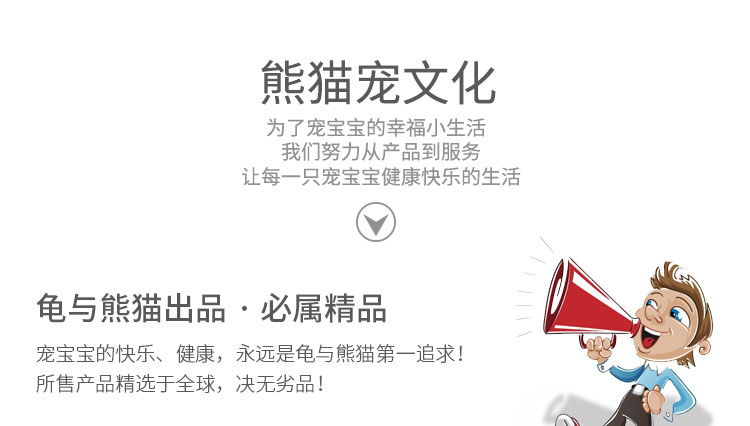 熊猫宠文化
为了宠宝宝的幸福小生活
我们努力从产品到服务
让每一只宠宝宝健康快乐的生活
龟与熊猫出品 · 必属精品
宠宝宝的快乐、健康，永远是龟与熊猫第一追求！
所售产品精选于全球，决无劣品！